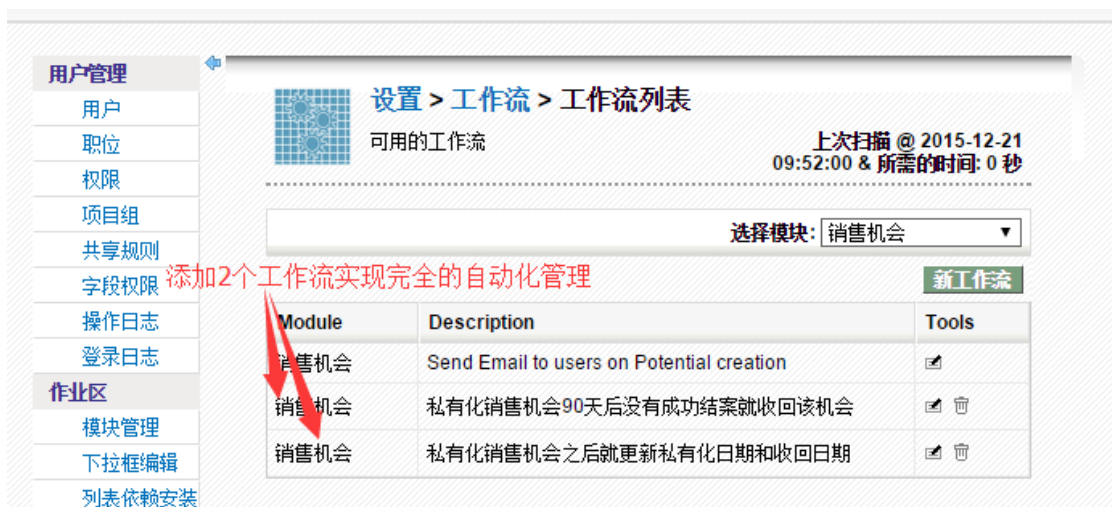 用户管理
用户
职位
权限
项目组
共享规则
字段权限
操作日志
登录日志
作业区
模块管理
下拉框编辑
列表依赖安装
设置 > 工作流 > 工作流列表
可用的工作流
上次扫描 @ 2015-12-21
09:52:00 & 所需的时间: 0 秒
选择模块: 销售机会
添加2个工作流实现完全的自动化管理
新工作流
Module Description Tools
销售机会 Send Email to users on Potential creation
销售机会 私有化销售机会90天后没有成功结案就收回该机会
销售机会 私有化销售机会之后就更新私有化日期和收回日期